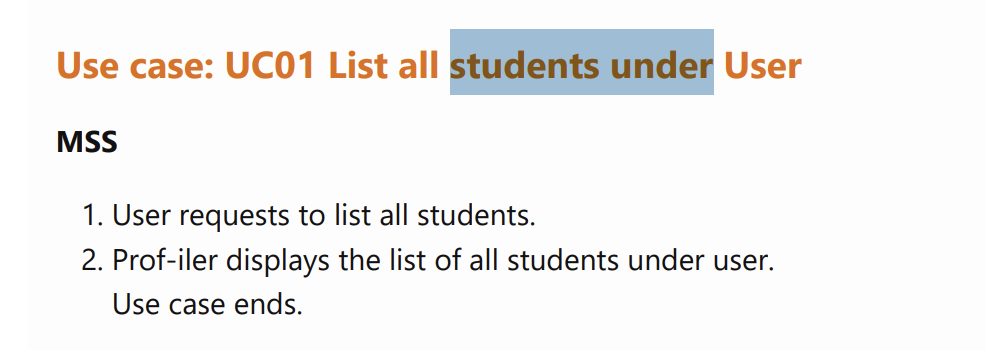 Use case: UC01 List all students under User
MSS
1. User requests to list all students.
2. Prof-iler displays the list of all students under user.
Use case ends.